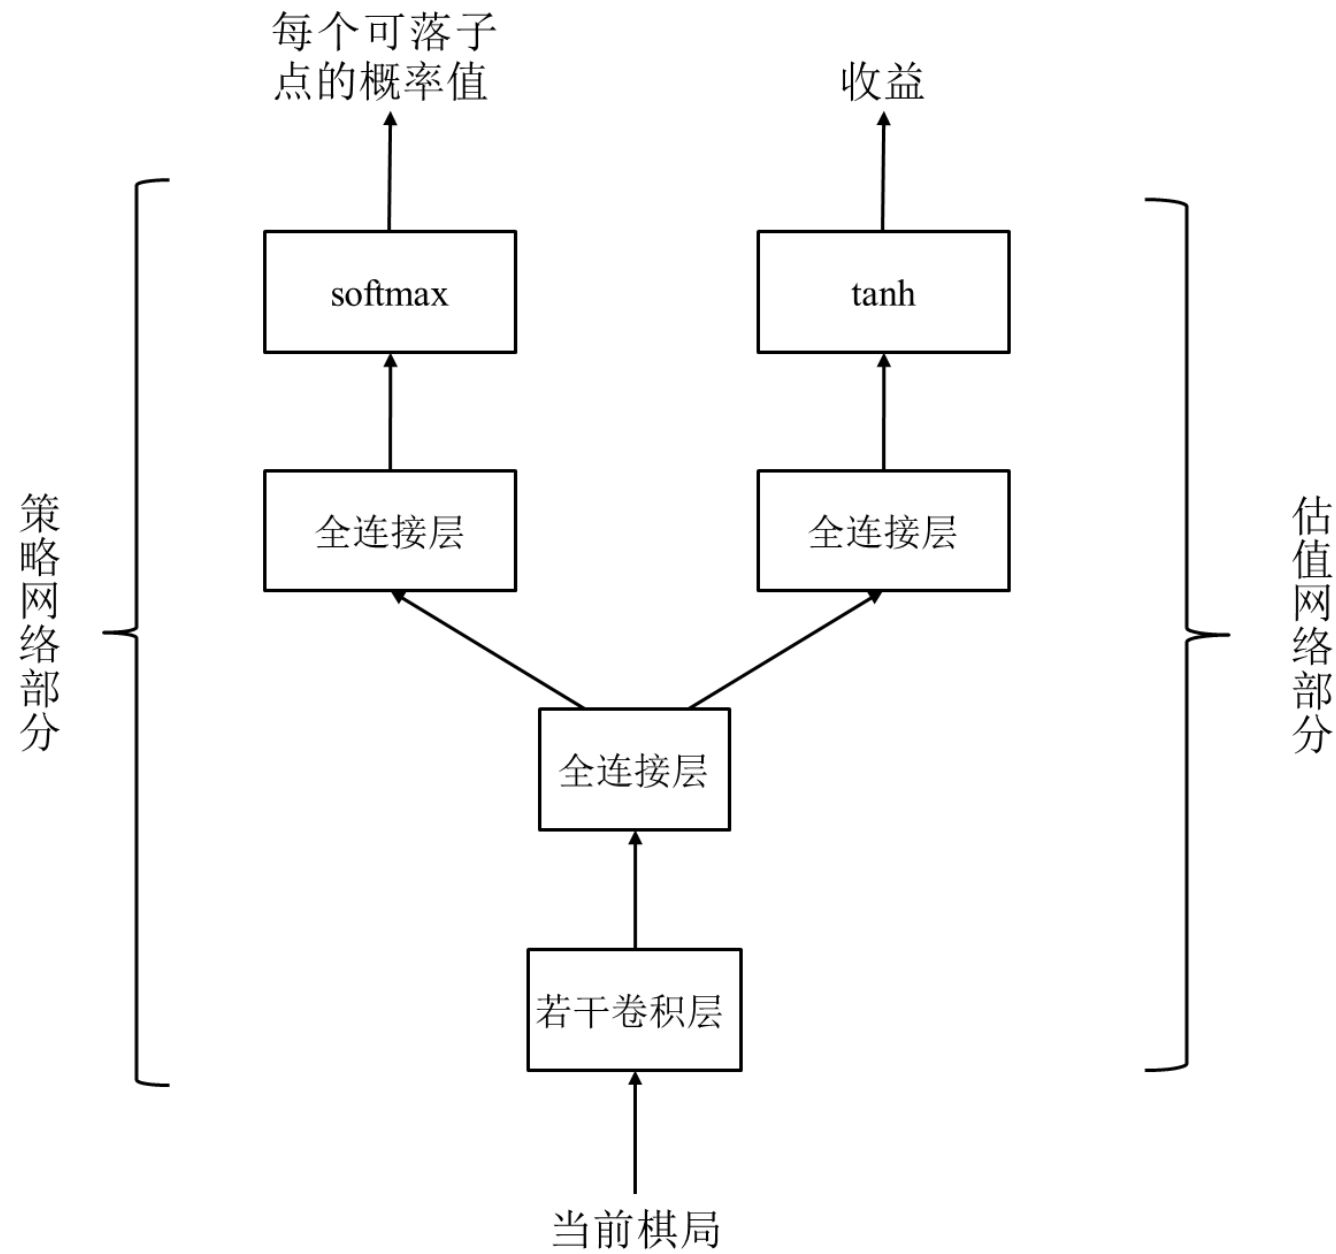 每个可落子
点的概率值
收益
softmax
tanh
全连接层
全连接层
策略网络部分
估值网络部分
全连接层
若干卷积层
当前棋局